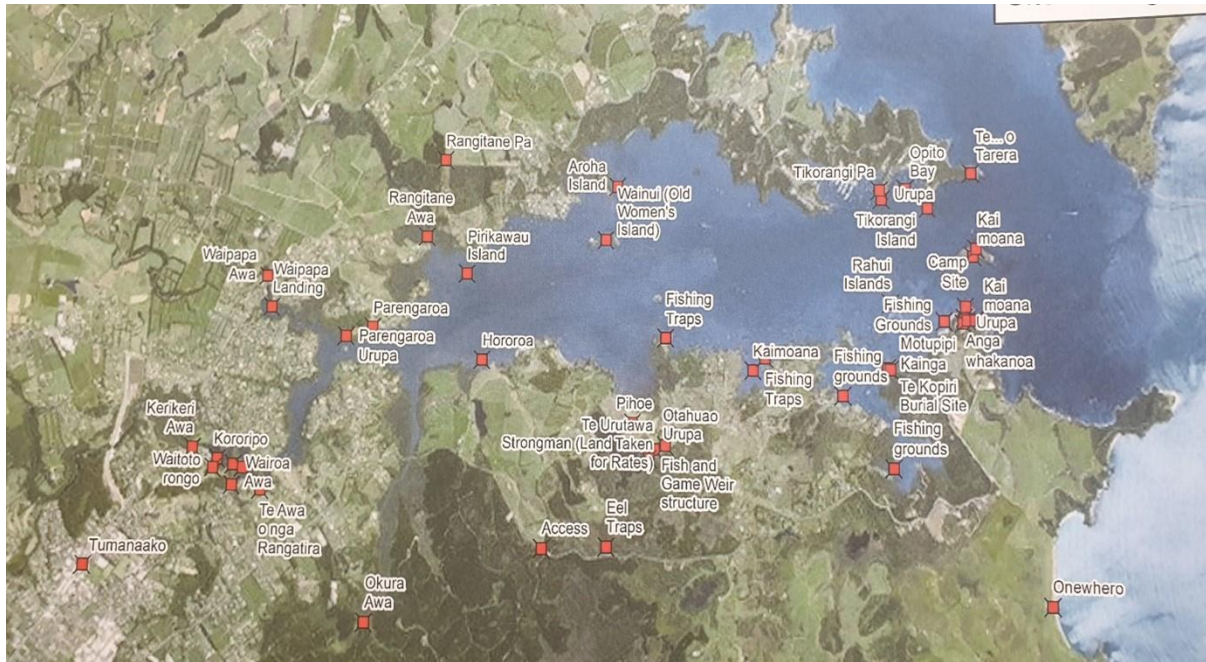 Rangitane Pa
Aroha
Island
Wainui (Old
Women's
Island)
Rangitane
Awa
Pirikawau
Island
Waipapa
Awa
Waipapa
Landing
Parengaroa
Parengaroa
Urupa
Hororoa
Fishing
Traps
Tikorangi Pa
Opito
Bay
Te... o
Tarera
Urupa
Tikorangi
Island
Kai
moana
Camp
Site
Rahui
Islands
Kai
moana
Fishing
Grounds
Urupa
Motupipi
Anga
whakanoa
Kainga
Te Kopiri
Burial Site
Kaimoana
Fishing
Traps
Fishing
grounds
Fishing
grounds
Kerikeri
Awa
Kororipo
Waitoto
rongo
Wairoa
Awa
Te Awa
o nga
Rangatira
Pihoe
Te Urutawa
Strongman (Land Taken
for Rates)
Otahuao
Urupa
Fish and
Game Weir
structure
Eel
Traps
Access
Tumanaako
Okura
Awa
Onewhero